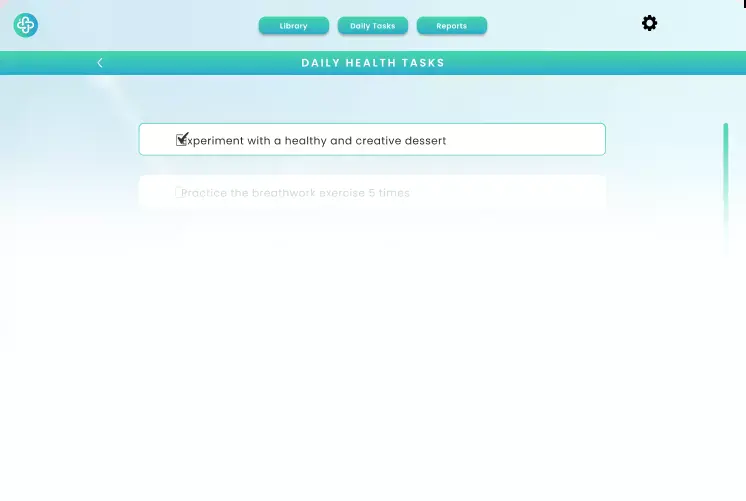 Library
Daily Tasks
Reports
DAILY HEALTH TASKS
Experiment with a healthy and creative dessert
Practice the breathwork exercise 5 times